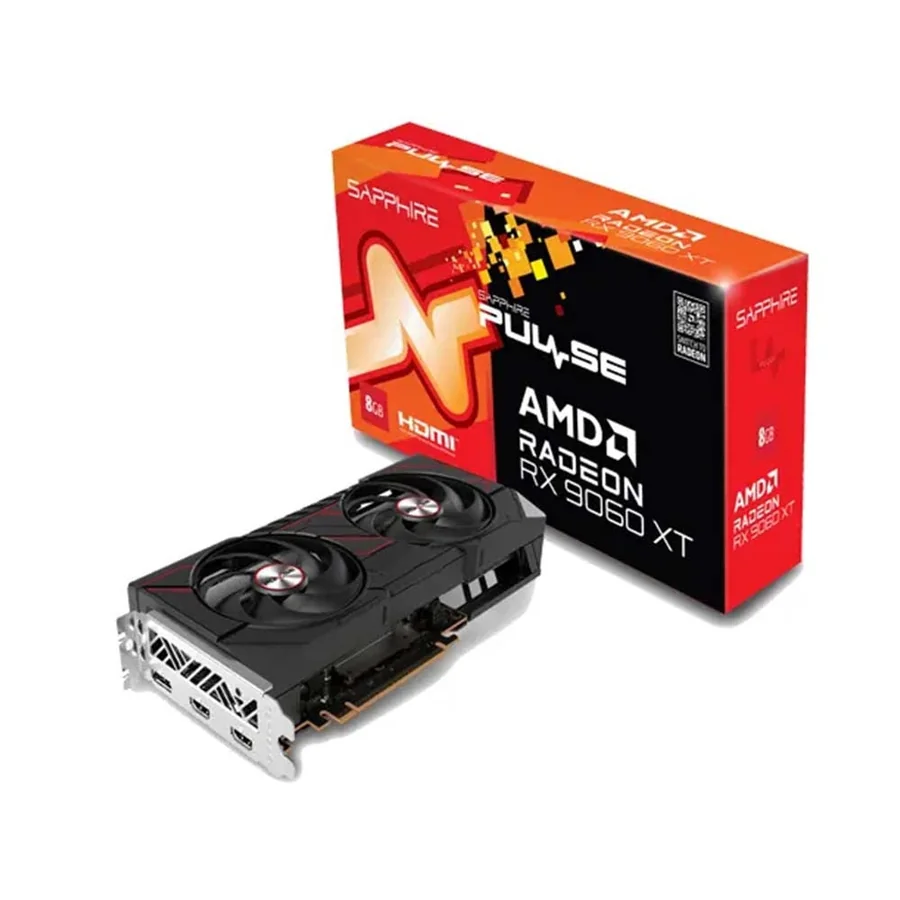 PULSE
AMD
RADEON
RX 9060 XT
SAPPHIRE
SAPPHIRE
PULSE
AMD
RADEON
RX 9060 XT
8GB
HDMI
SWITCH TO
RADEON
SAPPHIRE
8GB
AMD
RADEON
RX 9060 XT